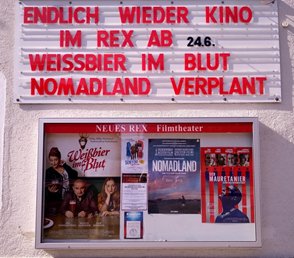 ENDLICH WIEDER KINO
IM REX AB 24.6.
WEISSBIER IM BLUT
NOMADLAND VERPLANT
NEUES REX Filmtheater
Weißbier
im Blut
NOMADLAND
MAURETANIER